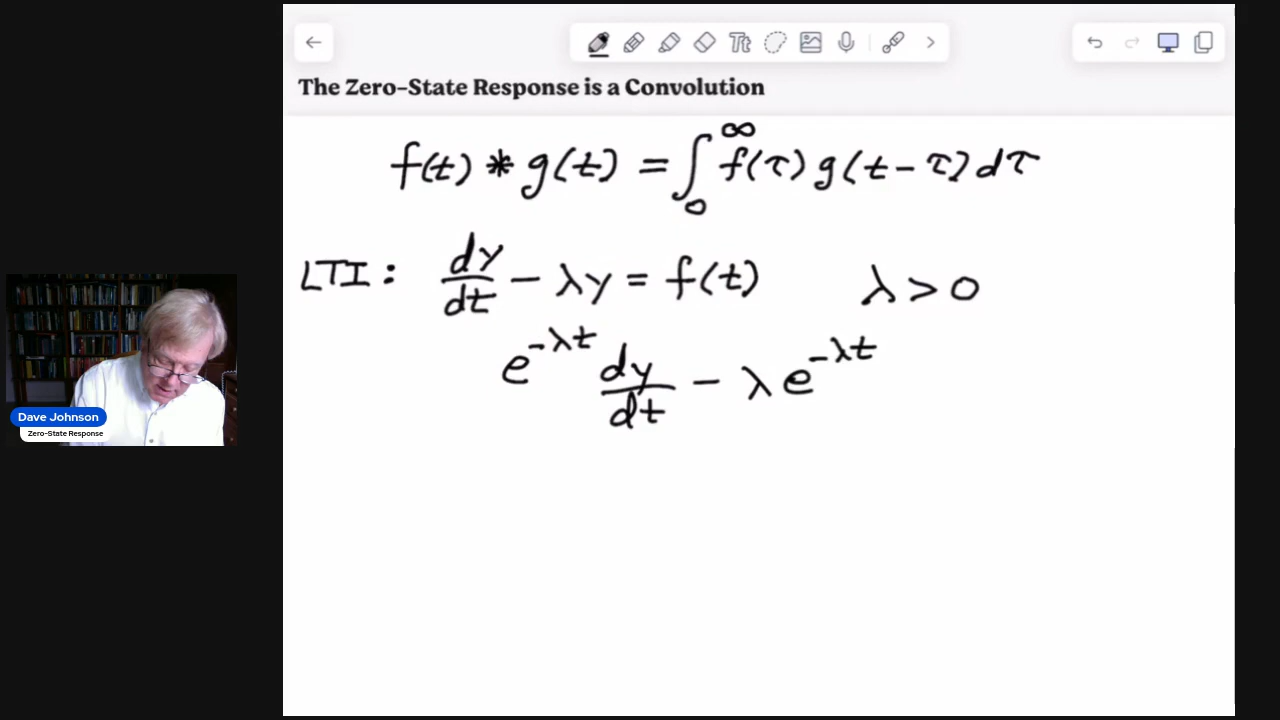 The Zero-State Response is a Convolution
f(t) * g(t) = ∫_∞^∞ f(τ) g(t - τ) dτ
LTI: dy/dt - λy = f(t) λ > 0
e^{-λt} dy/dt - λ e^{-λt}
Dave Johnson
Zero-State Response
Tt